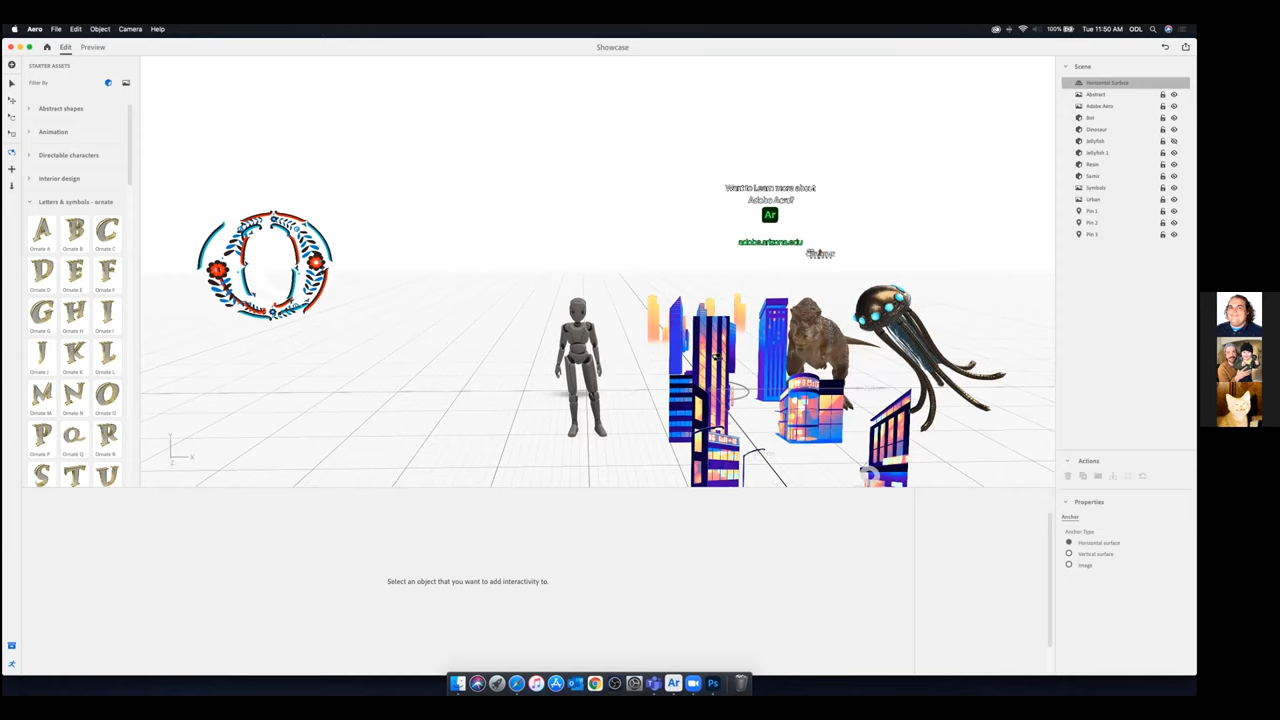 Aero File Edit Object Camera Help
100% Tue 11:50 AM ODL
Edit Preview
Showcase
STARTER ASSETS
Filter By
Abstract shapes
Animation
Directable characters
Interior design
Letters & symbols - ornate
A B C
Ornate A Ornate B Ornate C
D E F
Ornate D Ornate E Ornate F
G H I
Ornate G Ornate H Ornate I
J K L
Ornate J Ornate K Ornate L
M N O
Ornate M Ornate N Ornate O
P Q R
Ornate P Ornate Q Ornate R
S T U
Want to Learn more about
Adobe Aero?
Ar
adobe.arizona.edu
Y
Z X
Scene
Horizontal Surface
Abstract
Adobe Aero
Bot
Dinosaur
Jellyfish
Jellyfish 1
Resin
Samir
Symbols
Urban
Pin 1
Pin 2
Pin 3
Actions
Properties
Anchor
Anchor Type
Horizontal surface
Vertical surface
Image
Select an object that you want to add interactivity to.
Ar Ps